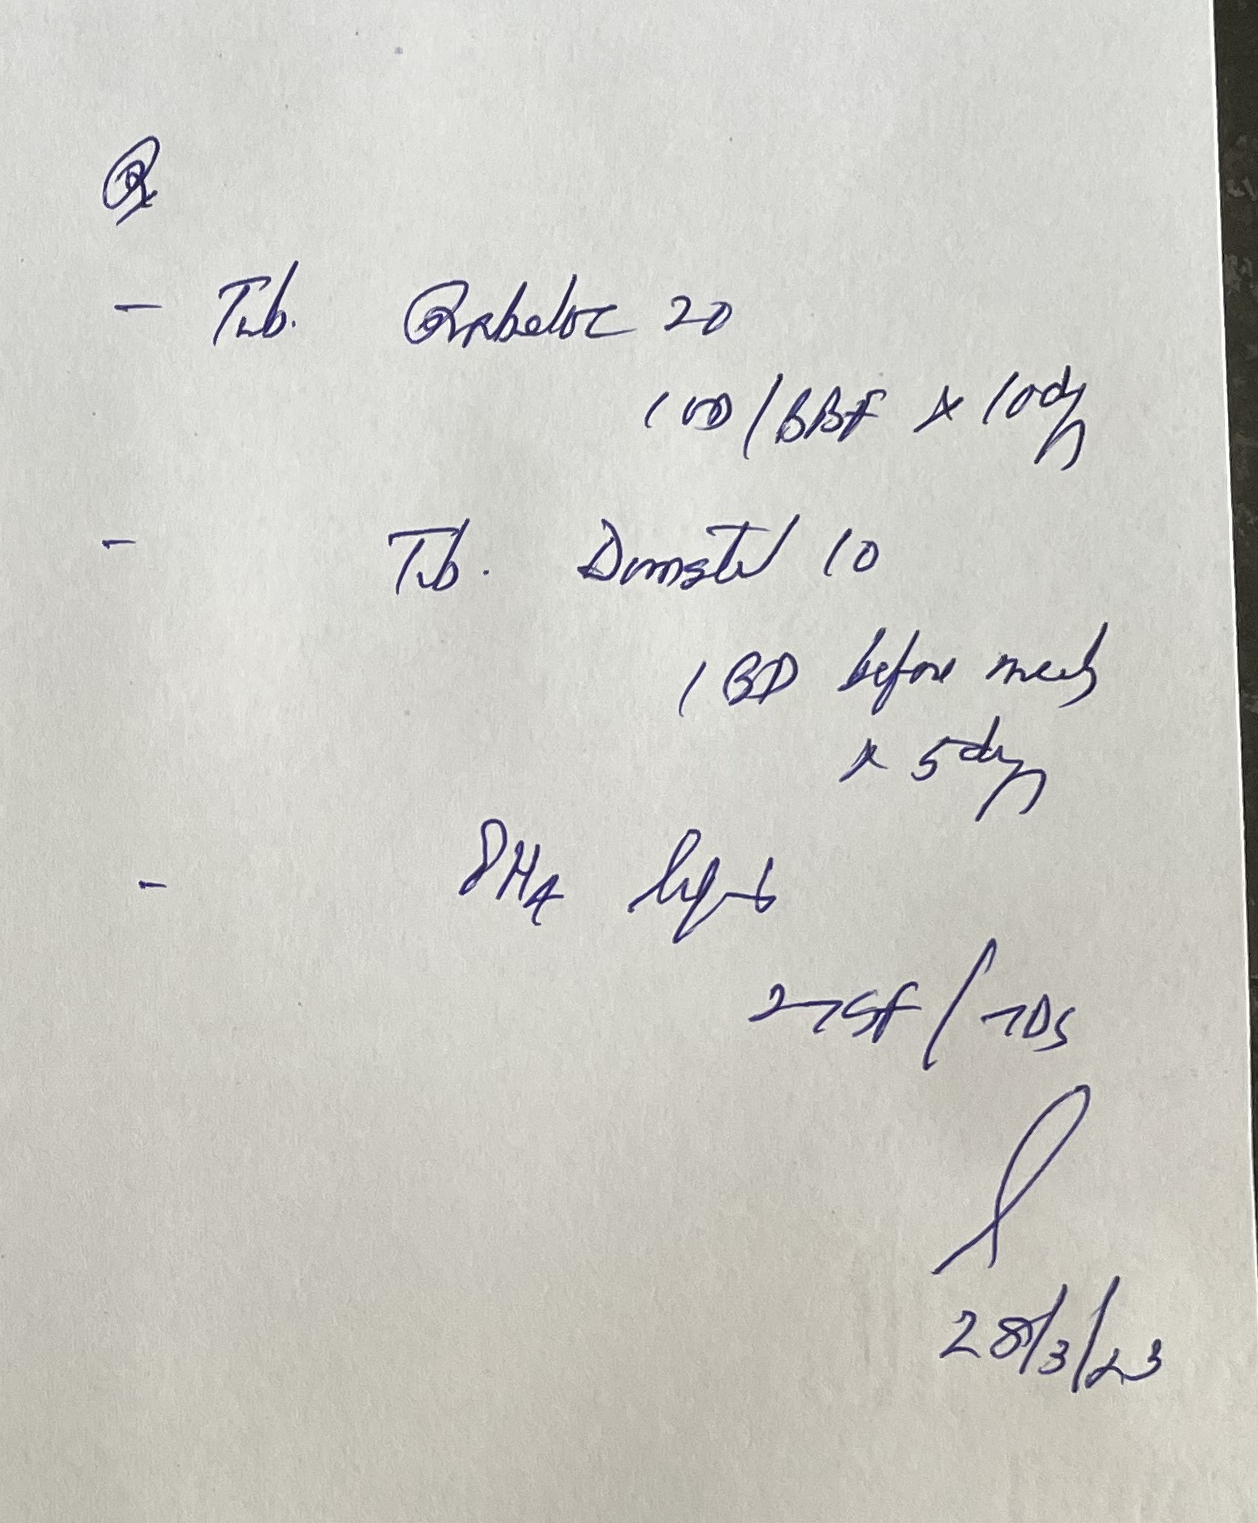 Rx
- Tab. Rabeloc 20
1 OD / BBF x 10 days
- Tab. Domstal 10
1 BD before meals
x 5 days
- liquid
2 TSF / TDS
28/3/23